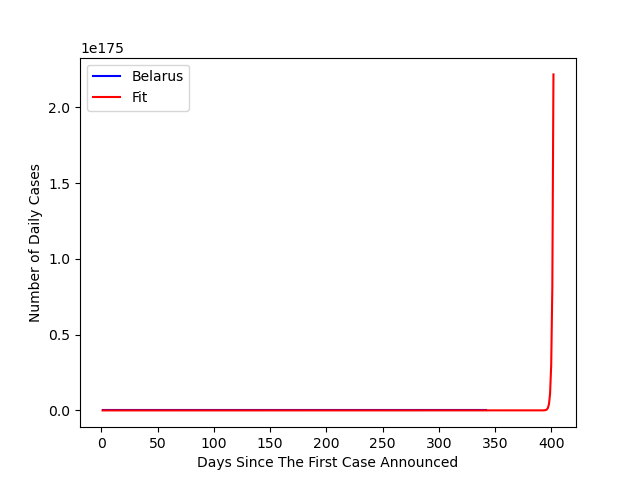 1e175
Belarus
Fit
2.0
1.5
1.0
0.5
0.0
Number of Daily Cases
0 50 100 150 200 250 300 350 400
Days Since The First Case Announced